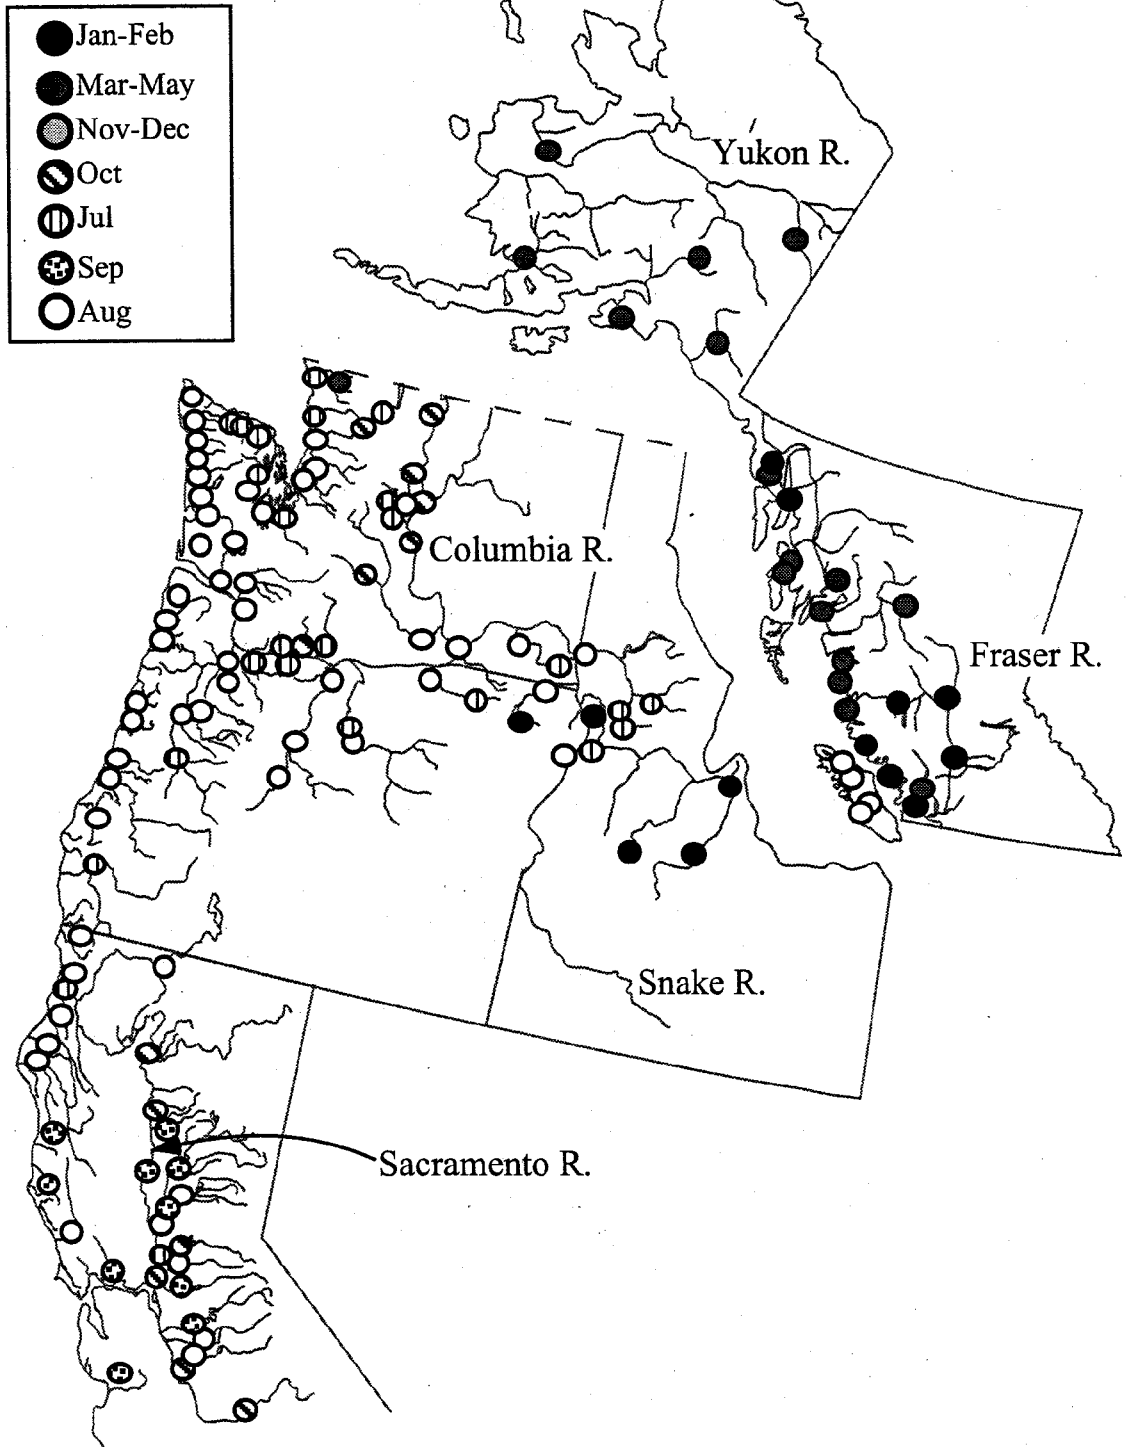 Jan-Feb
Mar-May
Nov-Dec
Oct
Jul
Sep
Aug
Yukon R.
Columbia R.
Fraser R.
Snake R.
Sacramento R.